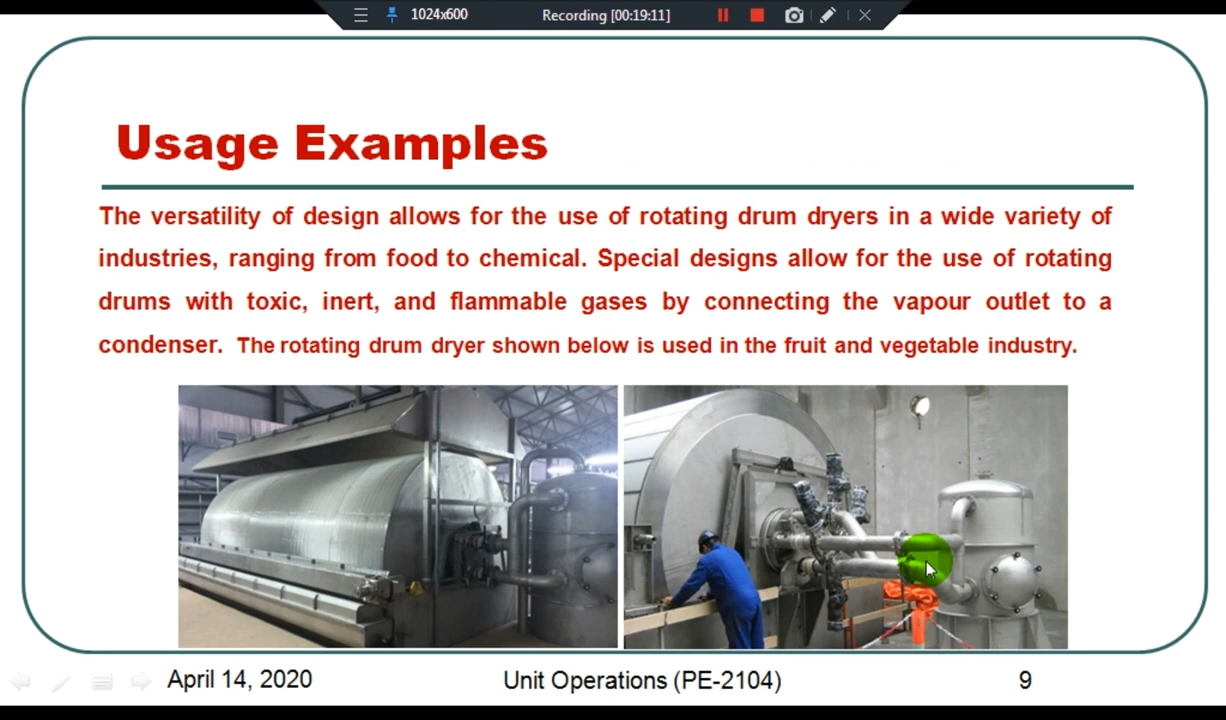 1024x600 Recording [00:19:11]
Usage Examples
The versatility of design allows for the use of rotating drum dryers in a wide variety of
industries, ranging from food to chemical. Special designs allow for the use of rotating
drums with toxic, inert, and flammable gases by connecting the vapour outlet to a
condenser. The rotating drum dryer shown below is used in the fruit and vegetable industry.
April 14, 2020 Unit Operations (PE-2104) 9